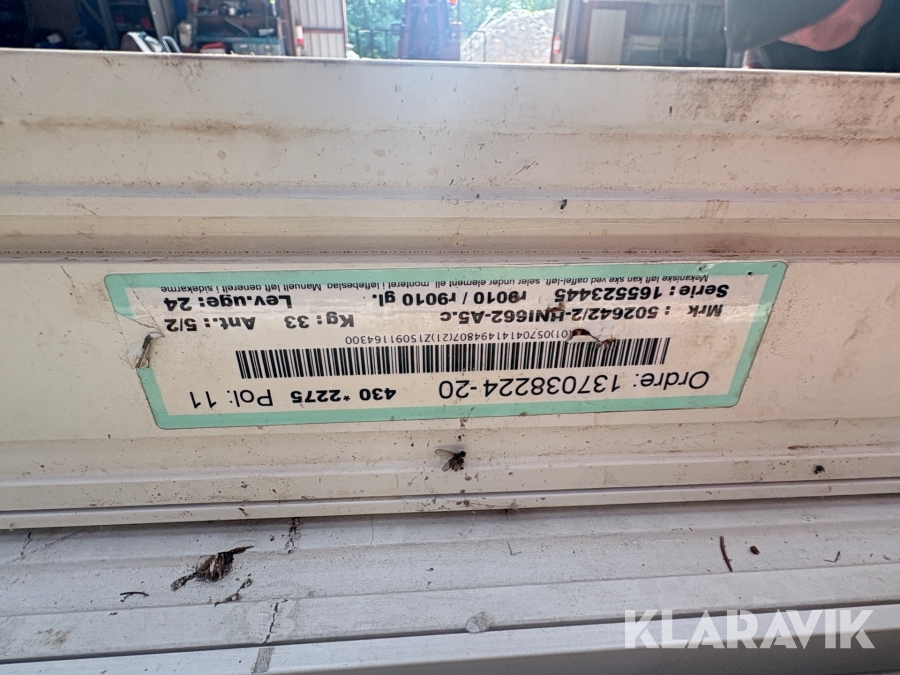 Ordre: 137038224-20 430 *2275 Pol: 11
Mrk : 502642/2-HNI662-A5.c Kg: 33 Ant.: 5/2
Serie: 165523445 r9010 / r9010 gl. Lev.uge: 24
KLARAVIK